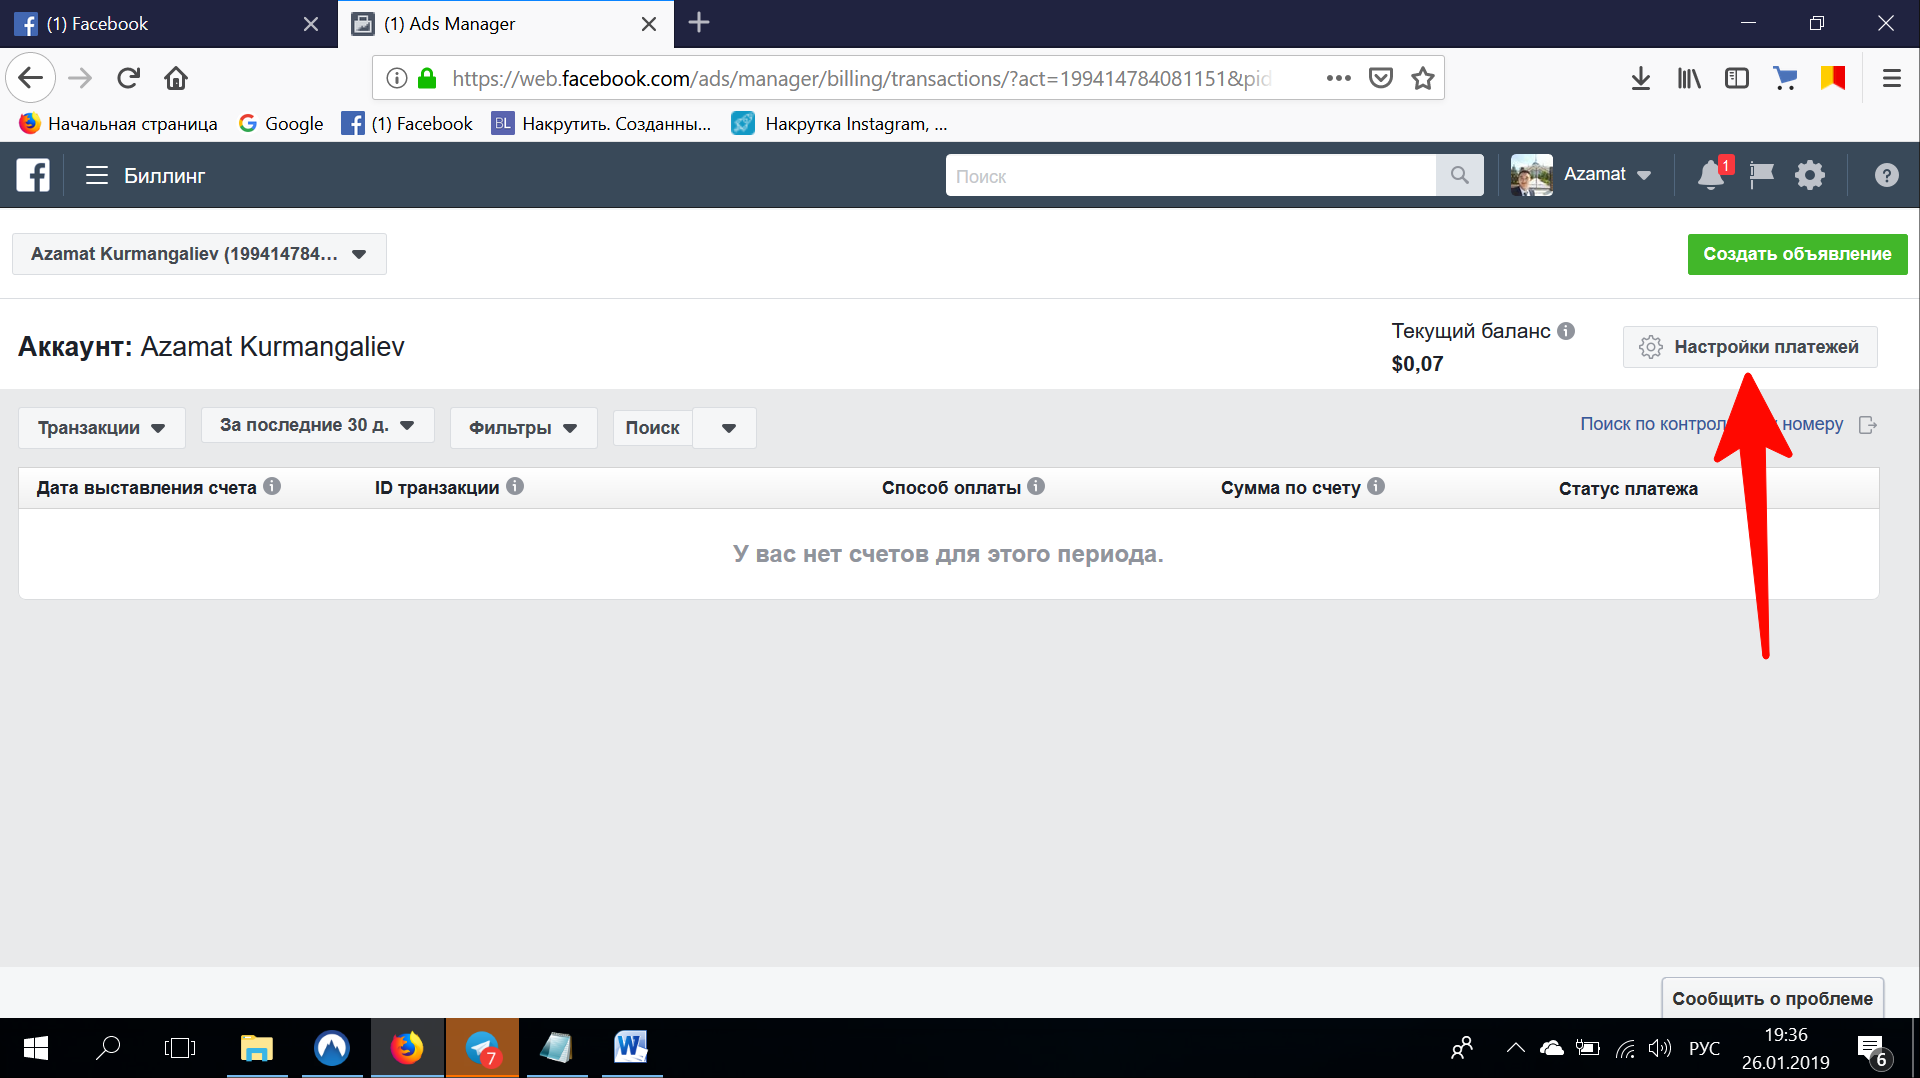 (1) Facebook
(1) Ads Manager
https://web.facebook.com/ads/manager/billing/transactions/?act=199414784081151&pid
Начальная страница
Google
(1) Facebook
BL
Накрутить. Созданны...
Накрутка Instagram, ...
Биллинг
Поиск
Azamat
1
?
Azamat Kurmangaliev (199414784...
Создать объявление
Аккаунт: Azamat Kurmangaliev
Текущий баланс
$0,07
Настройки платежей
Транзакции
За последние 30 д.
Фильтры
Поиск
Поиск по контрол номеру
Дата выставления счета
ID транзакции
Способ оплаты
Сумма по счету
Статус платежа
У вас нет счетов для этого периода.
Сообщить о проблеме
7
W
РУС
19:36
26.01.2019
6